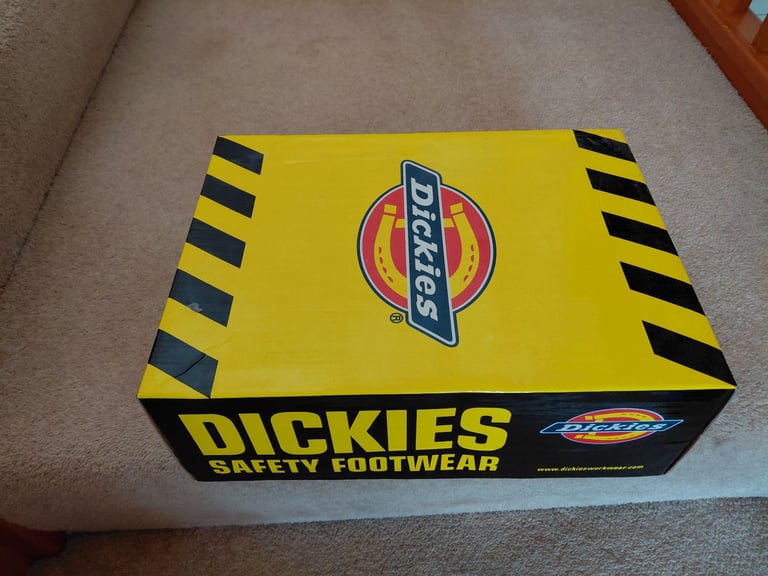 Dickies
®
DICKIES
SAFETY FOOTWEAR
Dickies
www.dickiesworkwear.com